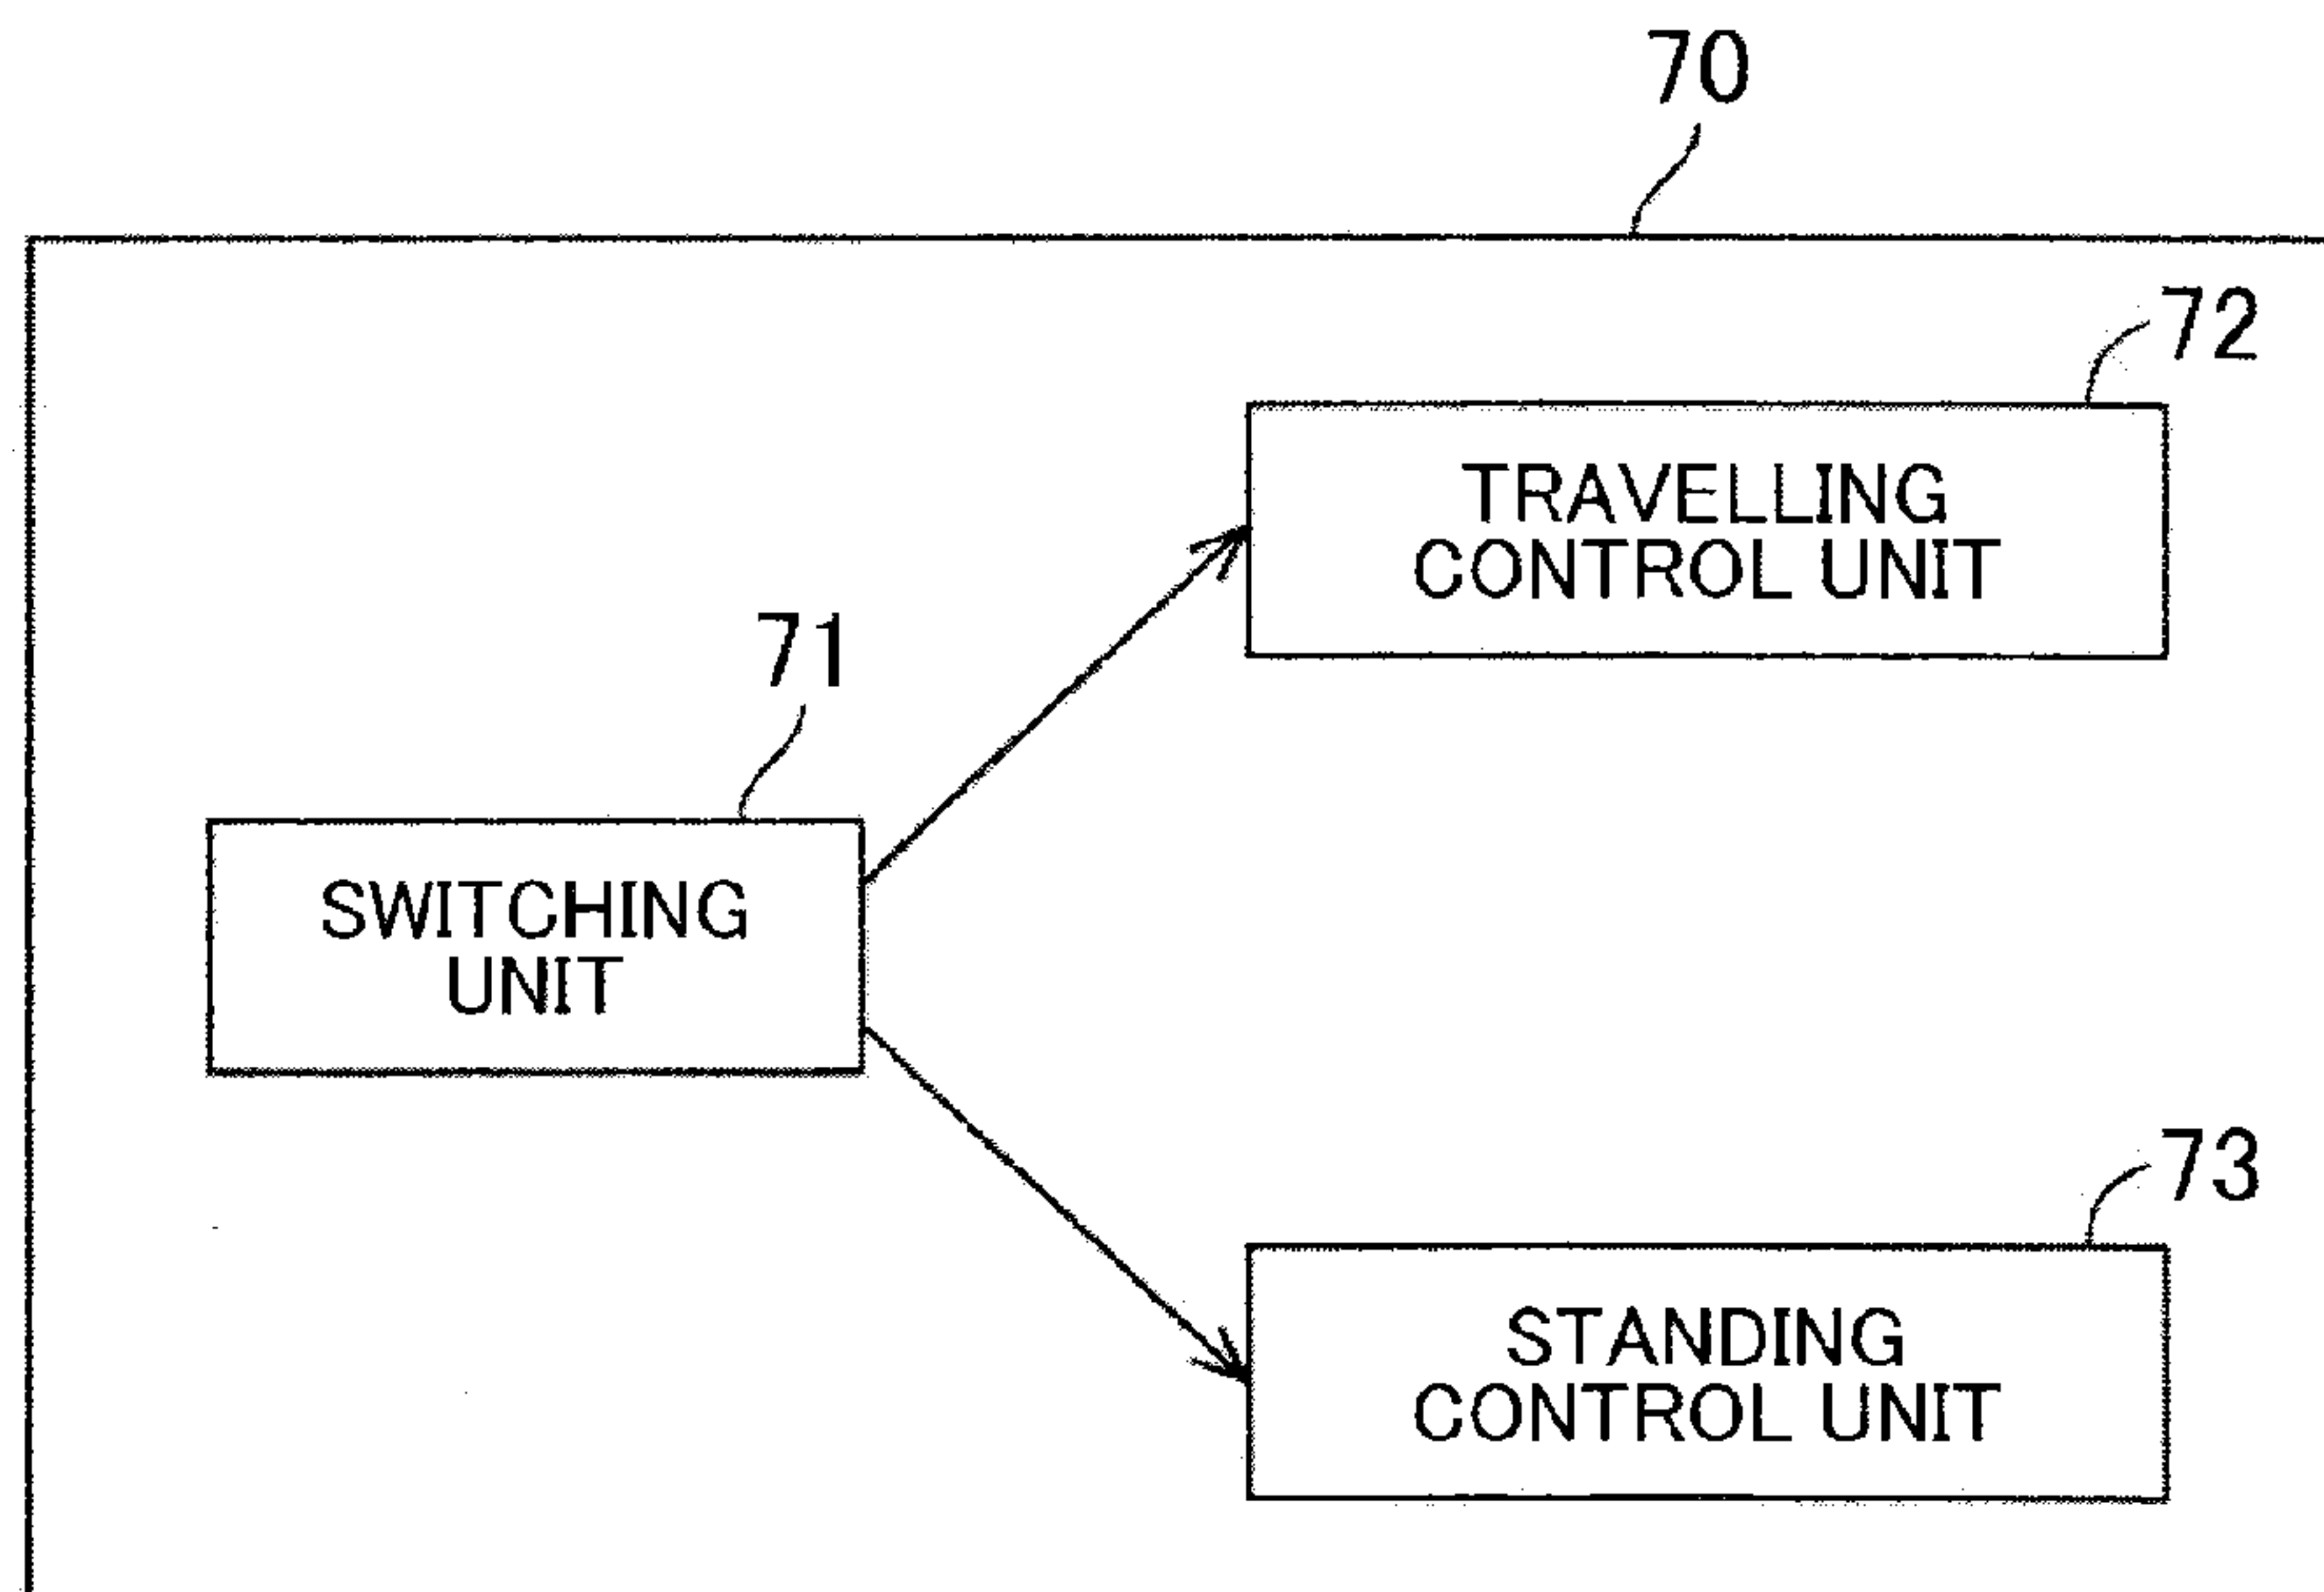 70
72
TRAVELLING
CONTROL UNIT
71
SWITCHING
UNIT
73
STANDING
CONTROL UNIT